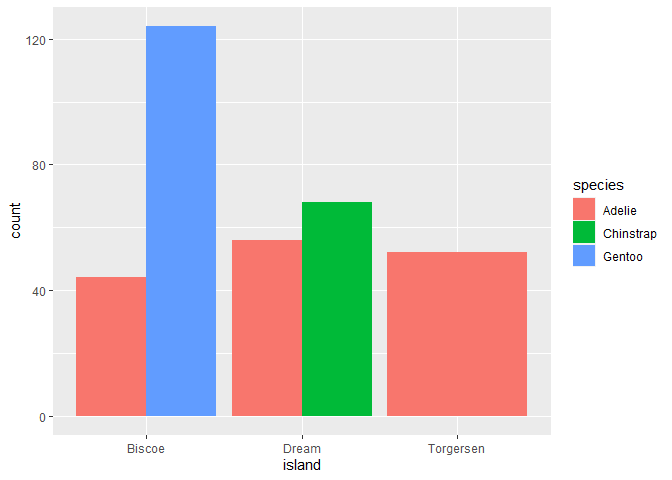 120
80
40
0
count
Biscoe Dream Torgersen
island
species
Adelie
Chinstrap
Gentoo